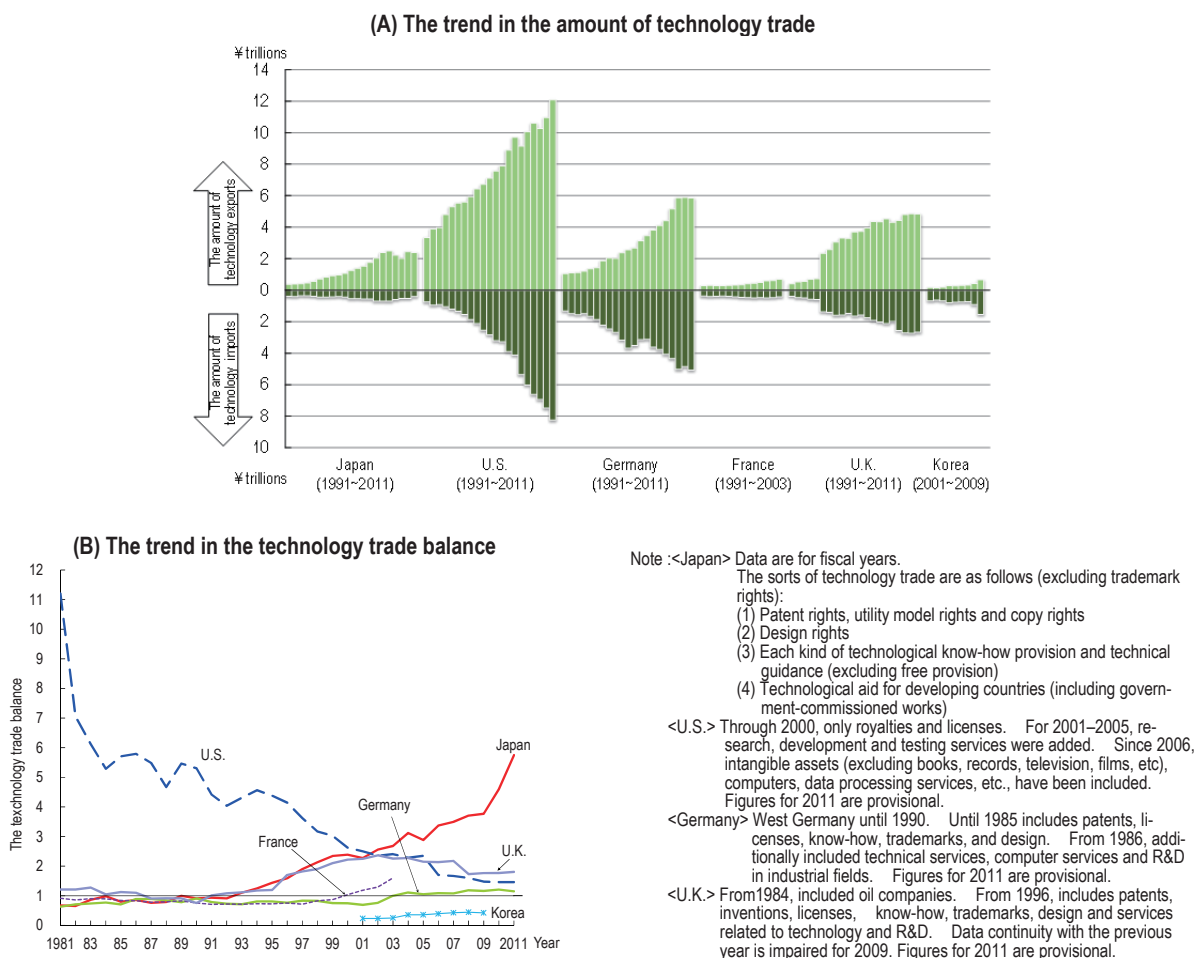 (A) The trend in the amount of technology trade
¥ trillions
14
12
10
8
6
4
2
0
2
4
6
8
10
The amount of
technology exports
The amount of
technology imports
¥ trillions
Japan
(1991~2011)
U.S.
(1991~2011)
Germany
(1991~2011)
France
(1991~2003)
U.K.
(1991~2011)
Korea
(2001~2009)
(B) The trend in the technology trade balance
The texchnology trade balance
12
11
10
9
8
7
6
5
4
3
2
1
0
U.S.
Japan
Germany
France
U.K.
Korea
1981 83 85 87 89 91 93 95 97 99 01 03 05 07 09 2011 Year
Note :<Japan> Data are for fiscal years.
The sorts of technology trade are as follows (excluding trademark
rights):
(1) Patent rights, utility model rights and copy rights
(2) Design rights
(3) Each kind of technological know-how provision and technical
guidance (excluding free provision)
(4) Technological aid for developing countries (including govern-
ment-commissioned works)
<U.S.> Through 2000, only royalties and licenses. For 2001–2005, re-
search, development and testing services were added. Since 2006,
intangible assets (excluding books, records, television, films, etc),
computers, data processing services, etc., have been included.
Figures for 2011 are provisional.
<Germany> West Germany until 1990. Until 1985 includes patents, li-
censes, know-how, trademarks, and design. From 1986, addi-
tionally included technical services, computer services and R&D
in industrial fields. Figures for 2011 are provisional.
<U.K.> From1984, included oil companies. From 1996, includes patents,
inventions, licenses, know-how, trademarks, design and services
related to technology and R&D. Data continuity with the previous
year is impaired for 2009. Figures for 2011 are provisional.